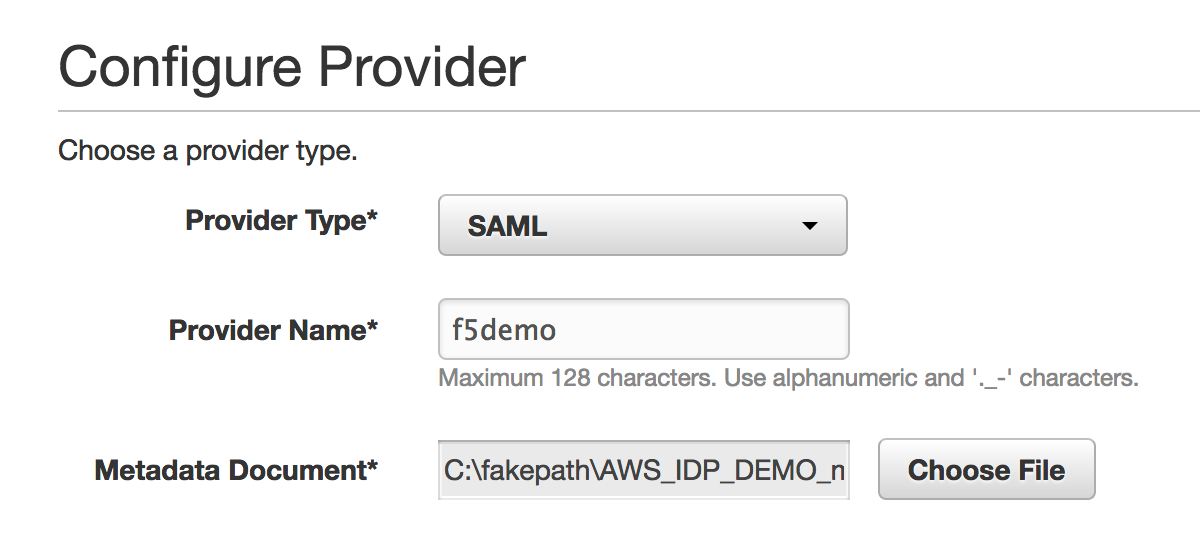 Configure Provider
Choose a provider type.
Provider Type*
SAML
Provider Name*
f5demo
Maximum 128 characters. Use alphanumeric and '._-' characters.
Metadata Document*
C:\fakepath\AWS_IDP_DEMO_
Choose File